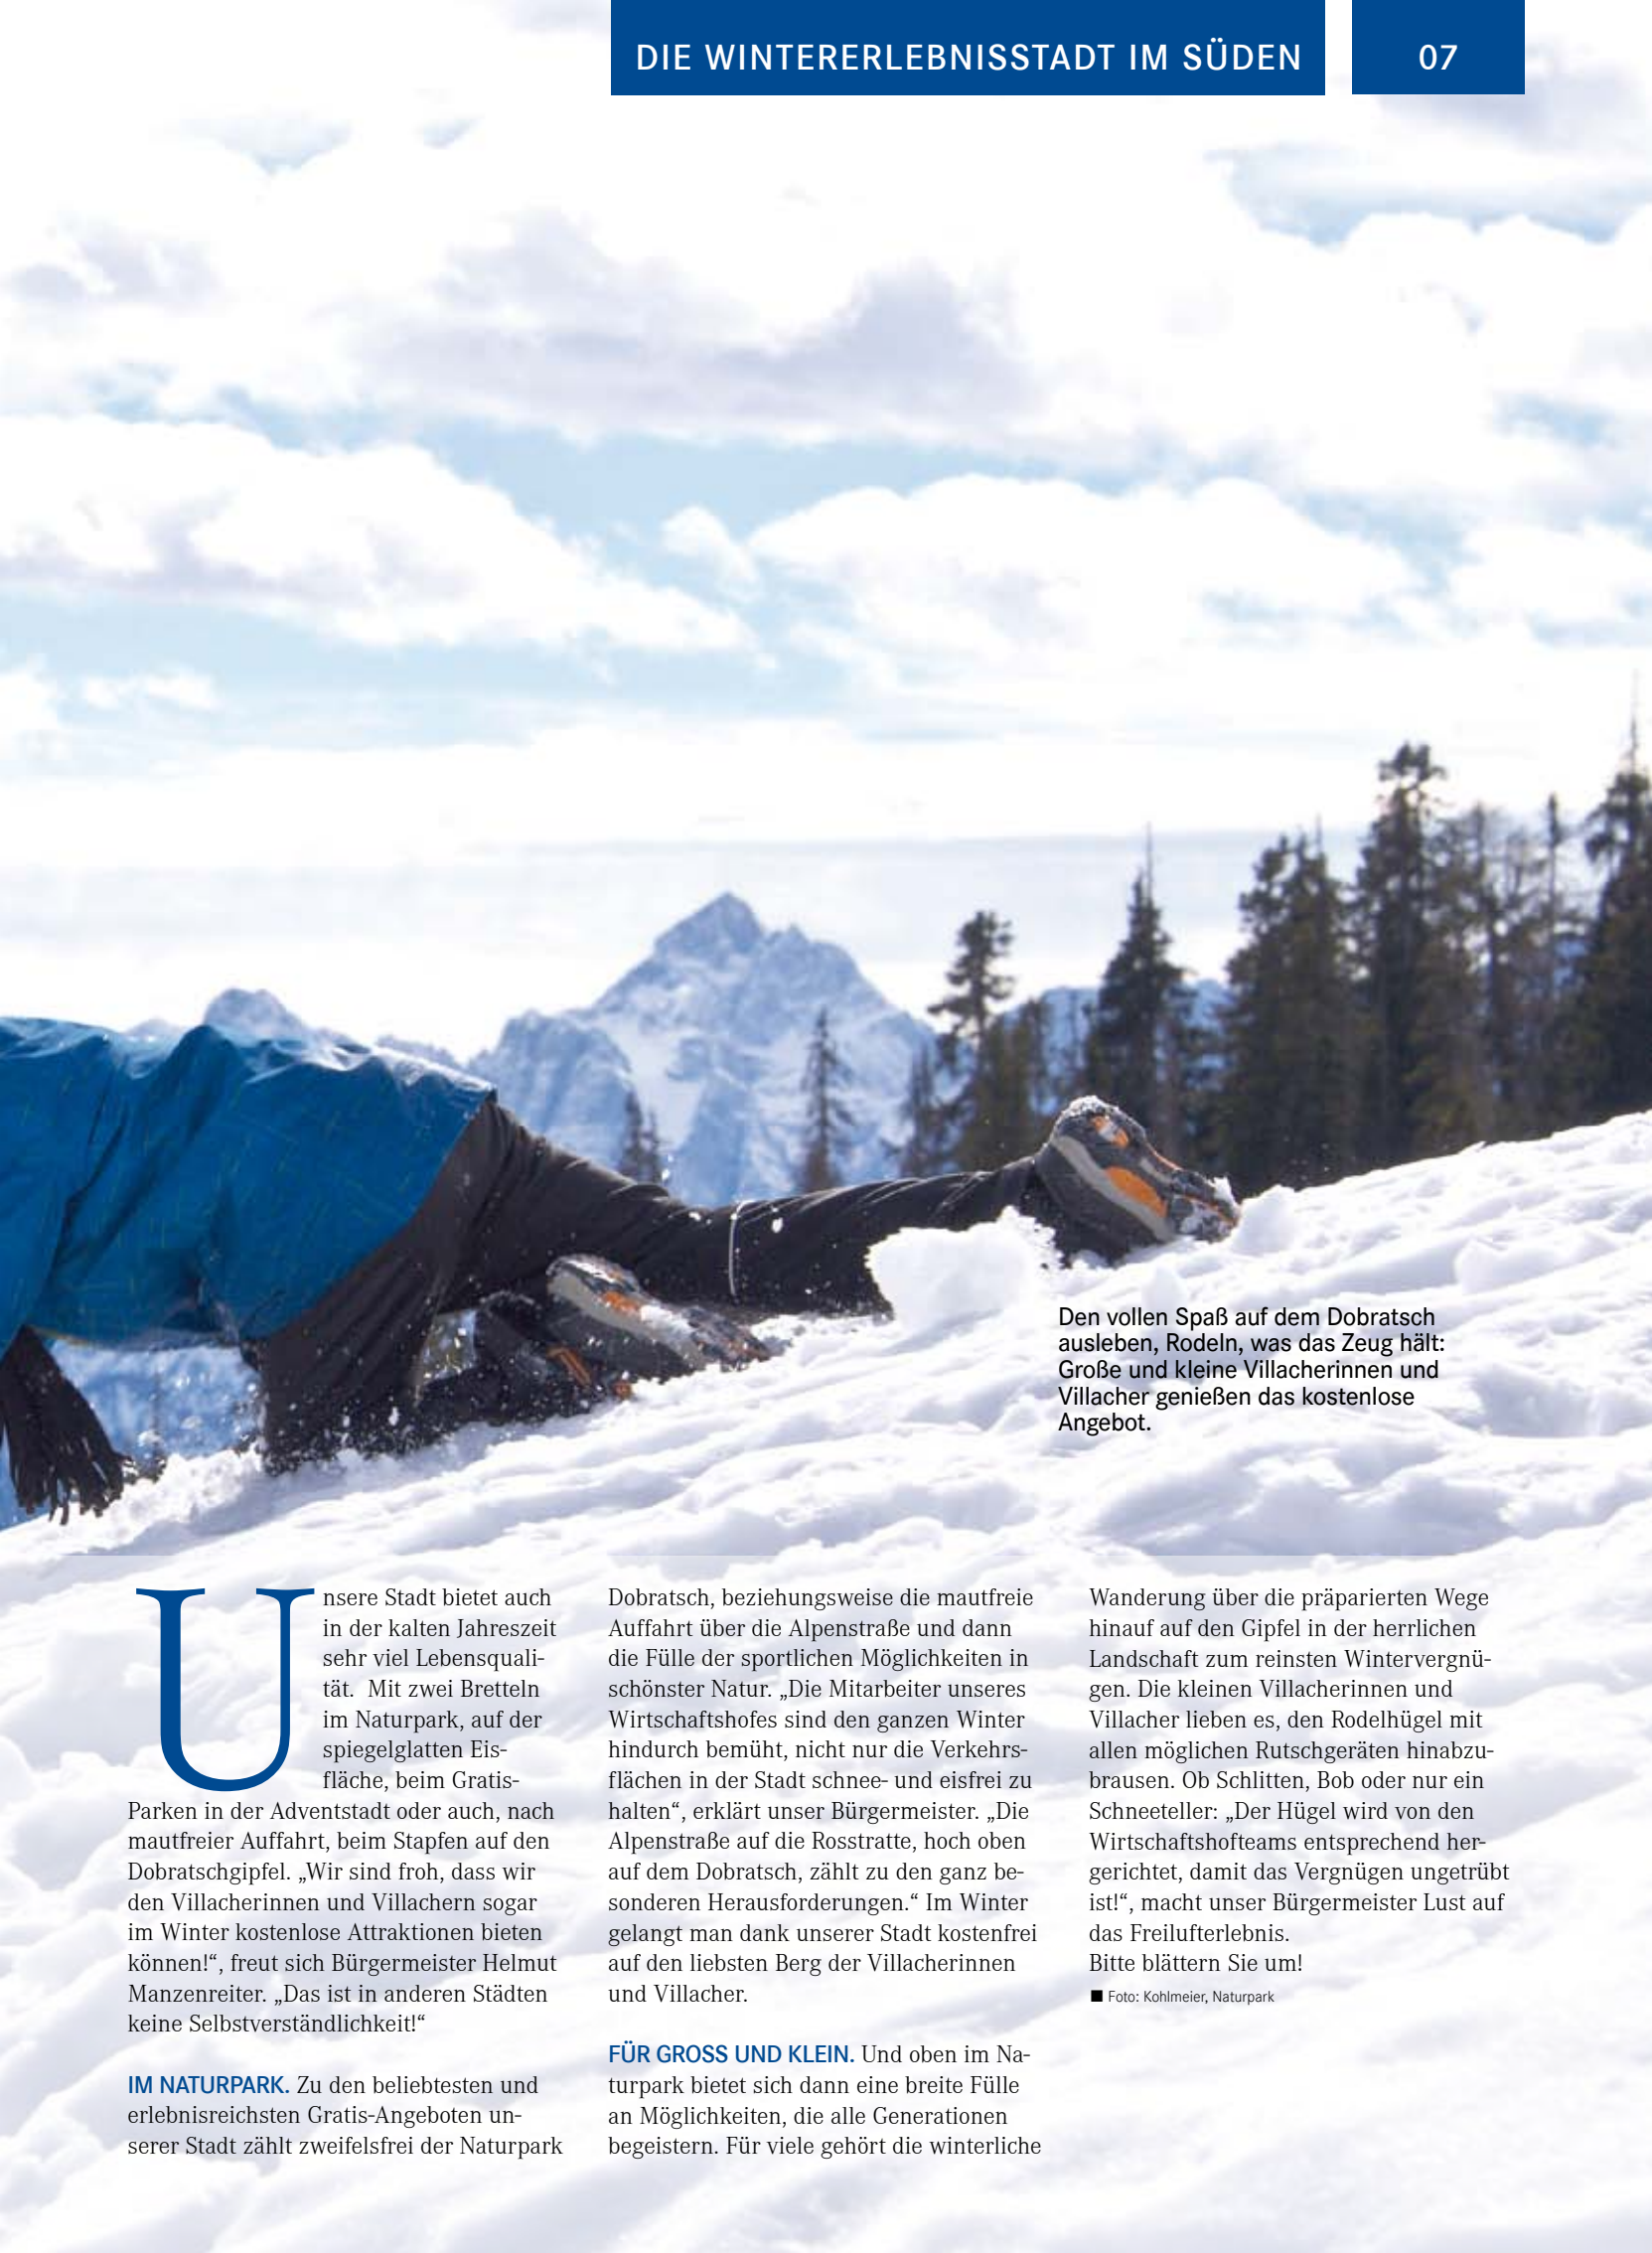 DIE WINTERERLEBNISSTADT IM SÜDEN
07
Den vollen Spaß auf dem Dobratsch
ausleben, Rodeln, was das Zeug hält:
Große und kleine Villacherinnen und
Villacher genießen das kostenlose
Angebot.
Unsere Stadt bietet auch
in der kalten Jahreszeit
sehr viel Lebensquali-
tät. Mit zwei Bretteln
im Naturpark, auf der
spiegelglatten Eis-
fläche, beim Gratis-
Parken in der Adventstadt oder auch, nach
mautfreier Auffahrt, beim Stapfen auf den
Dobratschgipfel. „Wir sind froh, dass wir
den Villacherinnen und Villachern sogar
im Winter kostenlose Attraktionen bieten
können!“, freut sich Bürgermeister Helmut
Manzenreiter. „Das ist in anderen Städten
keine Selbstverständlichkeit!“
IM NATURPARK. Zu den beliebtesten und
erlebnisreichsten Gratis-Angeboten un-
serer Stadt zählt zweifelsfrei der Naturpark
Dobratsch, beziehungsweise die mautfreie
Auffahrt über die Alpenstraße und dann
die Fülle der sportlichen Möglichkeiten in
schönster Natur. „Die Mitarbeiter unseres
Wirtschaftshofes sind den ganzen Winter
hindurch bemüht, nicht nur die Verkehrs-
flächen in der Stadt schnee- und eisfrei zu
halten“, erklärt unser Bürgermeister. „Die
Alpenstraße auf die Rosstratte, hoch oben
auf dem Dobratsch, zählt zu den ganz be-
sonderen Herausforderungen.“ Im Winter
gelangt man dank unserer Stadt kostenfrei
auf den liebsten Berg der Villacherinnen
und Villacher.
FÜR GROSS UND KLEIN. Und oben im Na-
turpark bietet sich dann eine breite Fülle
an Möglichkeiten, die alle Generationen
begeistern. Für viele gehört die winterliche
Wanderung über die präparierten Wege
hinauf auf den Gipfel in der herrlichen
Landschaft zum reinsten Wintervergnü-
gen. Die kleinen Villacherinnen und
Villacher lieben es, den Rodelhügel mit
allen möglichen Rutschgeräten hinabzu-
brausen. Ob Schlitten, Bob oder nur ein
Schneeteller: „Der Hügel wird von den
Wirtschaftshofteams entsprechend her-
gerichtet, damit das Vergnügen ungetrübt
ist!“, macht unser Bürgermeister Lust auf
das Freilufterlebnis.
Bitte blättern Sie um!
■ Foto: Kohlmeier, Naturpark